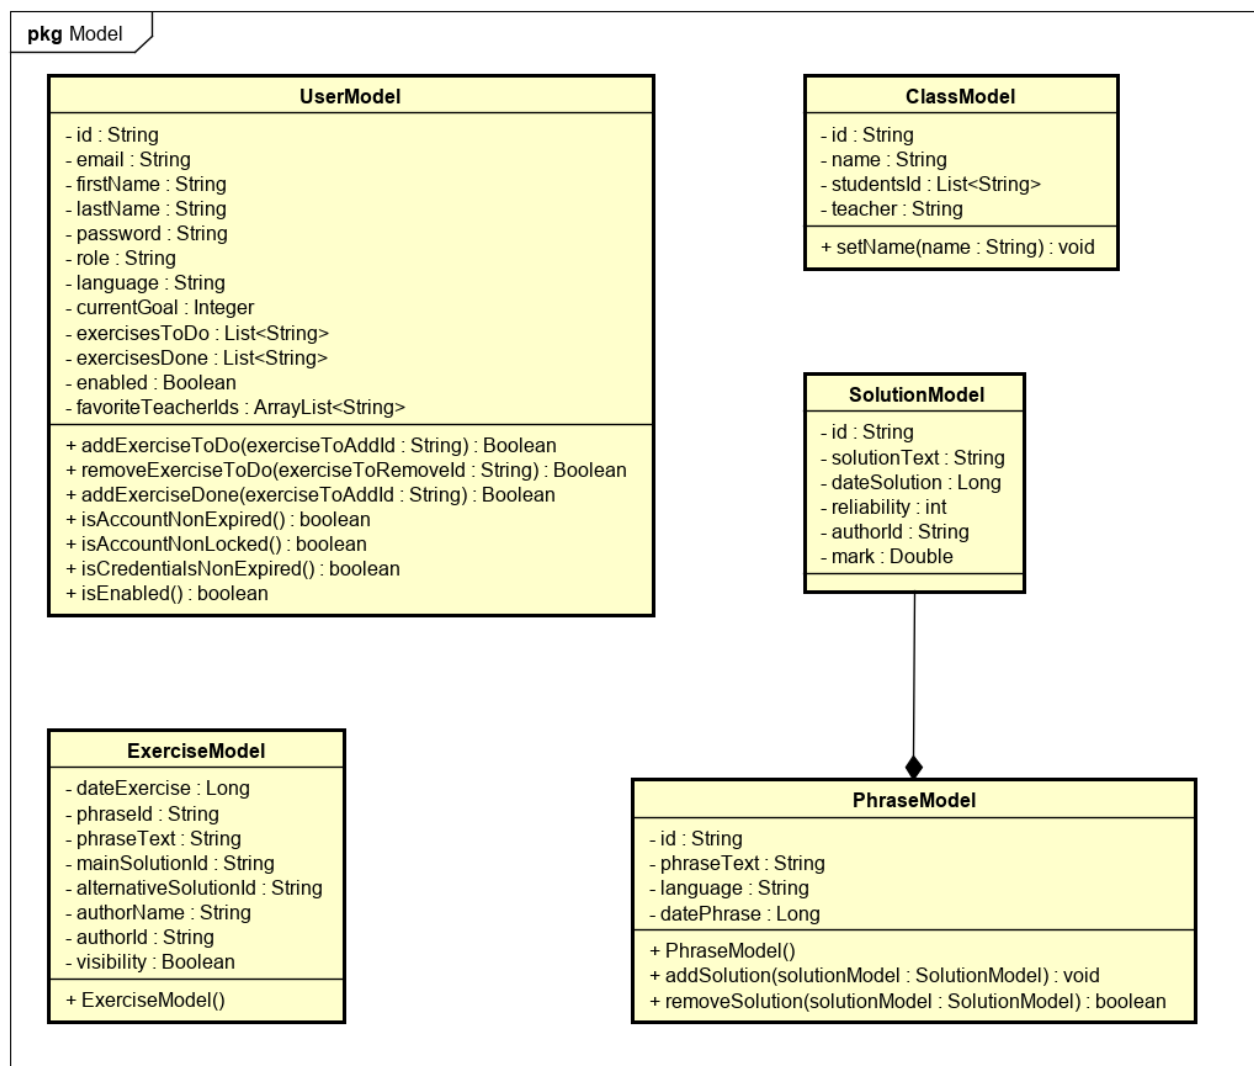 pkg Model
UserModel
- id : String
- email : String
- firstName : String
- lastName : String
- password : String
- role : String
- language : String
- currentGoal : Integer
- exercisesToDo : List<String>
- exercisesDone : List<String>
- enabled : Boolean
- favoriteTeacherIds : ArrayList<String>
+ addExerciseToDo(exerciseToAddId : String) : Boolean
+ removeExerciseToDo(exerciseToRemoveId : String) : Boolean
+ addExerciseDone(exerciseToAddId : String) : Boolean
+ isAccountNonExpired() : boolean
+ isAccountNonLocked() : boolean
+ isCredentialsNonExpired() : boolean
+ isEnabled() : boolean
ClassModel
- id : String
- name : String
- studentsId : List<String>
- teacher : String
+ setName(name : String) : void
SolutionModel
- id : String
- solutionText : String
- dateSolution : Long
- reliability : int
- authorId : String
- mark : Double
ExerciseModel
- dateExercise : Long
- phraseId : String
- phraseText : String
- mainSolutionId : String
- alternativeSolutionId : String
- authorName : String
- authorId : String
- visibility : Boolean
+ ExerciseModel()
PhraseModel
- id : String
- phraseText : String
- language : String
- datePhrase : Long
+ PhraseModel()
+ addSolution(solutionModel : SolutionModel) : void
+ removeSolution(solutionModel : SolutionModel) : boolean